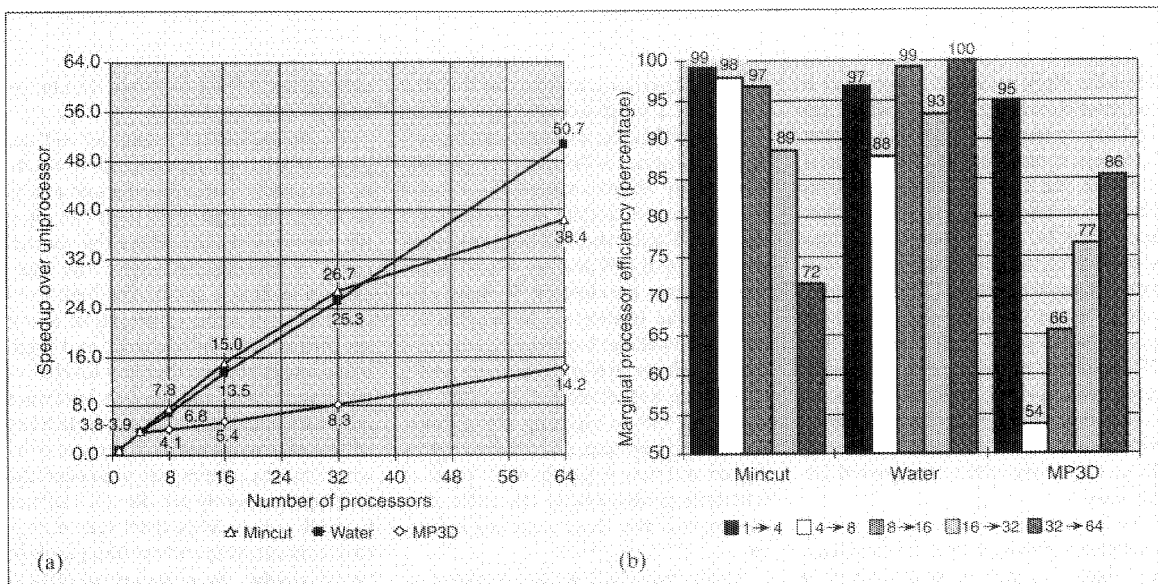 64.0
56.0
48.0
40.0
32.0
24.0
16.0
8.0
0.0
Speedup over uniprocessor
50.7
38.4
26.7
25.3
15.0
13.5
7.8
6.8
3.8-3.9
4.1
5.4
8.3
14.2
0 8 16 24 32 40 48 56 64
Number of processors
Mincut Water MP3D
(a)
100
95
90
85
80
75
70
65
60
55
50
Marginal processor efficiency (percentage)
99 98 97 89 72
97 88 99 93 100
95 54 66 77 86
Mincut Water MP3D
1→4 4→8 8→16 16→32 32→64
(b)